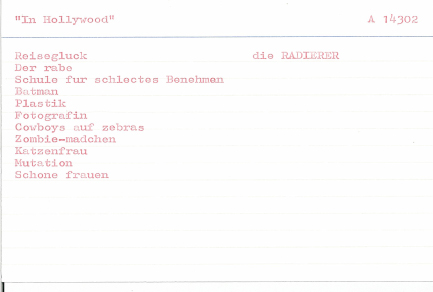 "In Hollywood" A 14302
Reisegluck die RADIERER
Der rabe
Schule fur schlectes Benehmen
Batman
Plastik
Fotografin
Cowboys auf zebras
Zombie-madchen
Katzenfrau
Mutation
Schone frauen